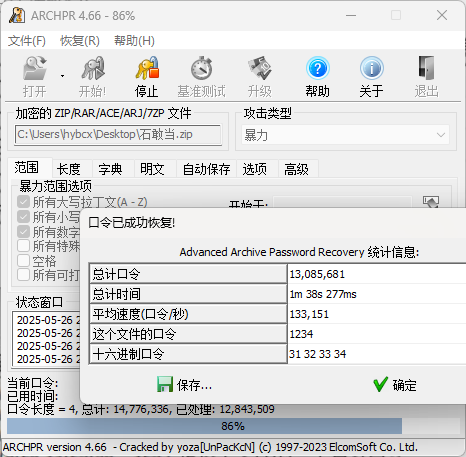 ARCHPR 4.66 - 86%
文件(F) 恢复(R) 帮助(H)
打开 开始! 停止 基准测试 升级 帮助 关于 退出
加密的 ZIP/RAR/ACE/ARJ/7ZP 文件 攻击类型
C:\Users\hybcx\Desktop\石敢当.zip 暴力
范围 长度 字典 明文 自动保存 选项 高级
暴力范围选项
所有大写拉丁文(A - Z) 开始于:
所有小写
所有数字
所有特殊
空格
所有可打
口令已成功恢复!
Advanced Archive Password Recovery 统计信息:
总计口令 13,085,681
总计时间 1m 38s 277ms
平均速度(口令/秒) 133,151
这个文件的口令 1234
十六进制口令 31 32 33 34
保存... 确定
状态窗口
2025-05-26 2
2025-05-26 2
2025-05-26 2
2025-05-26 2
当前口令:
已用时间:
口令长度 = 4, 总计: 14,776,336, 已处理: 12,843,509
86%
ARCHPR version 4.66 - Cracked by yoza[UnPacKcN] (c) 1997-2023 ElcomSoft Co. Ltd.